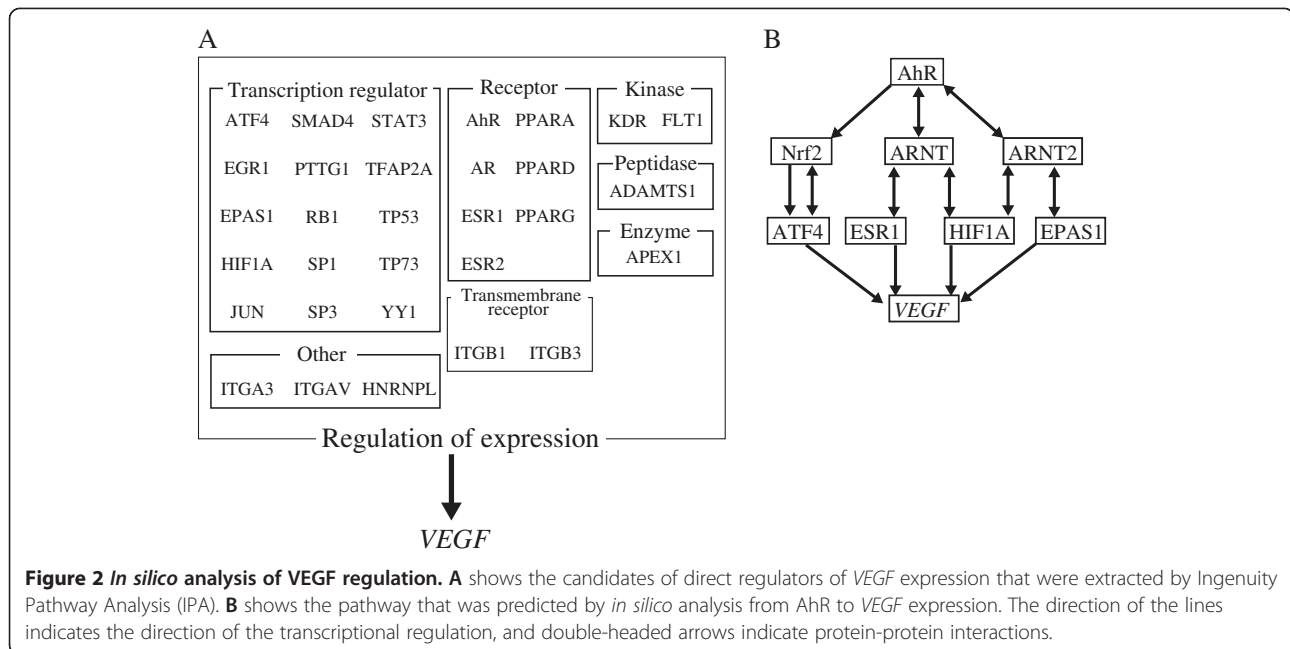 A
Transcription regulator
ATF4 SMAD4 STAT3
EGR1 PTTG1 TFAP2A
EPAS1 RB1 TP53
HIF1A SP1 TP73
JUN SP3 YY1
Other
ITGA3 ITGAV HNRNPL
Receptor
AhR PPARA
AR PPARD
ESR1 PPARG
ESR2
Transmembrane
receptor
ITGB1 ITGB3
Kinase
KDR FLT1
Peptidase
ADAMTS1
Enzyme
APEX1
Regulation of expression
VEGF
B
AhR
Nrf2 ARNT ARNT2
ATF4 ESR1 HIF1A EPAS1
VEGF
Figure 2 In silico analysis of VEGF regulation. A shows the candidates of direct regulators of VEGF expression that were extracted by Ingenuity
Pathway Analysis (IPA). B shows the pathway that was predicted by in silico analysis from AhR to VEGF expression. The direction of the lines
indicates the direction of the transcriptional regulation, and double-headed arrows indicate protein-protein interactions.